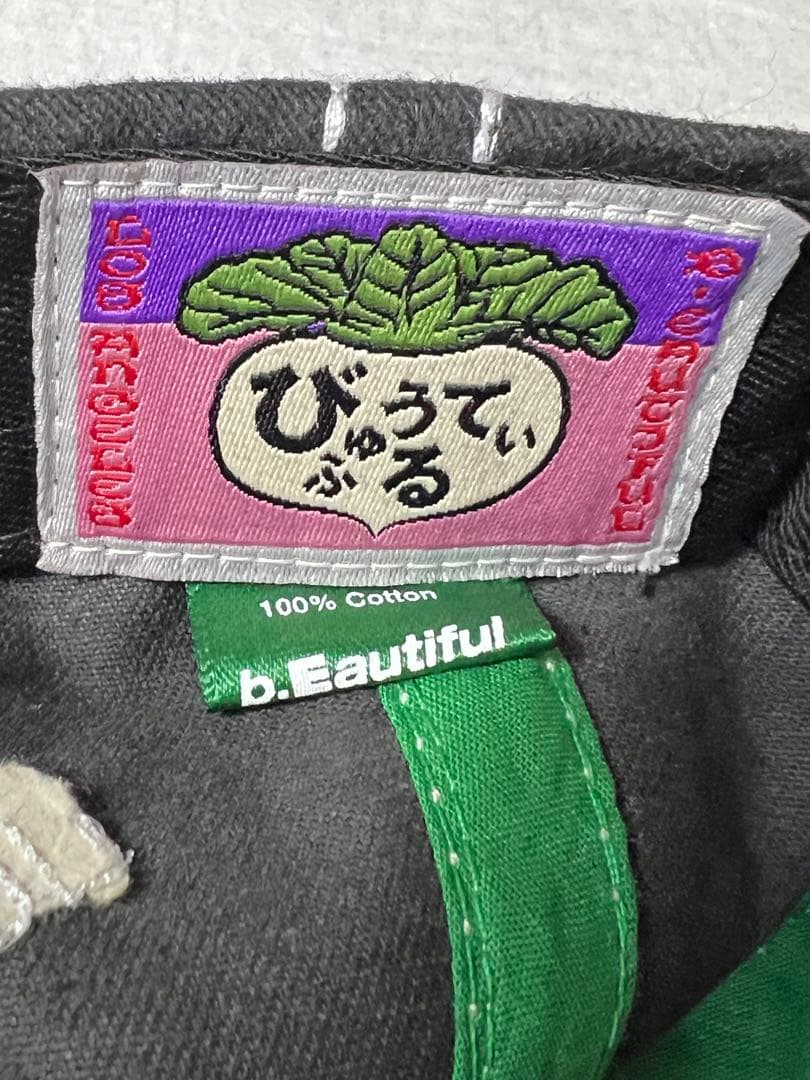 LOS ANGELES
びゅうてぃ
ふる
B.EAUTIFUL
100% Cotton
b.Eautiful